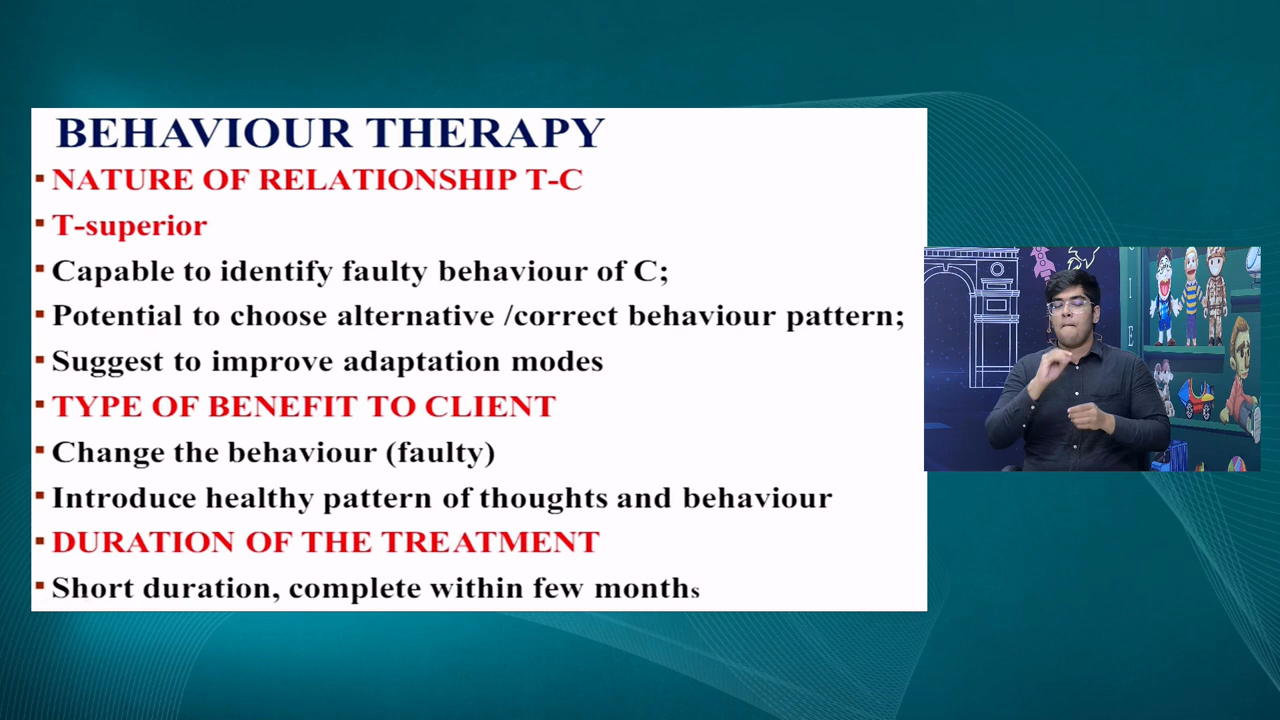 BEHAVIOUR THERAPY
▪ NATURE OF RELATIONSHIP T-C
▪ T-superior
▪ Capable to identify faulty behaviour of C;
▪ Potential to choose alternative /correct behaviour pattern;
▪ Suggest to improve adaptation modes
▪ TYPE OF BENEFIT TO CLIENT
▪ Change the behaviour (faulty)
▪ Introduce healthy pattern of thoughts and behaviour
▪ DURATION OF THE TREATMENT
▪ Short duration, complete within few months
I
E